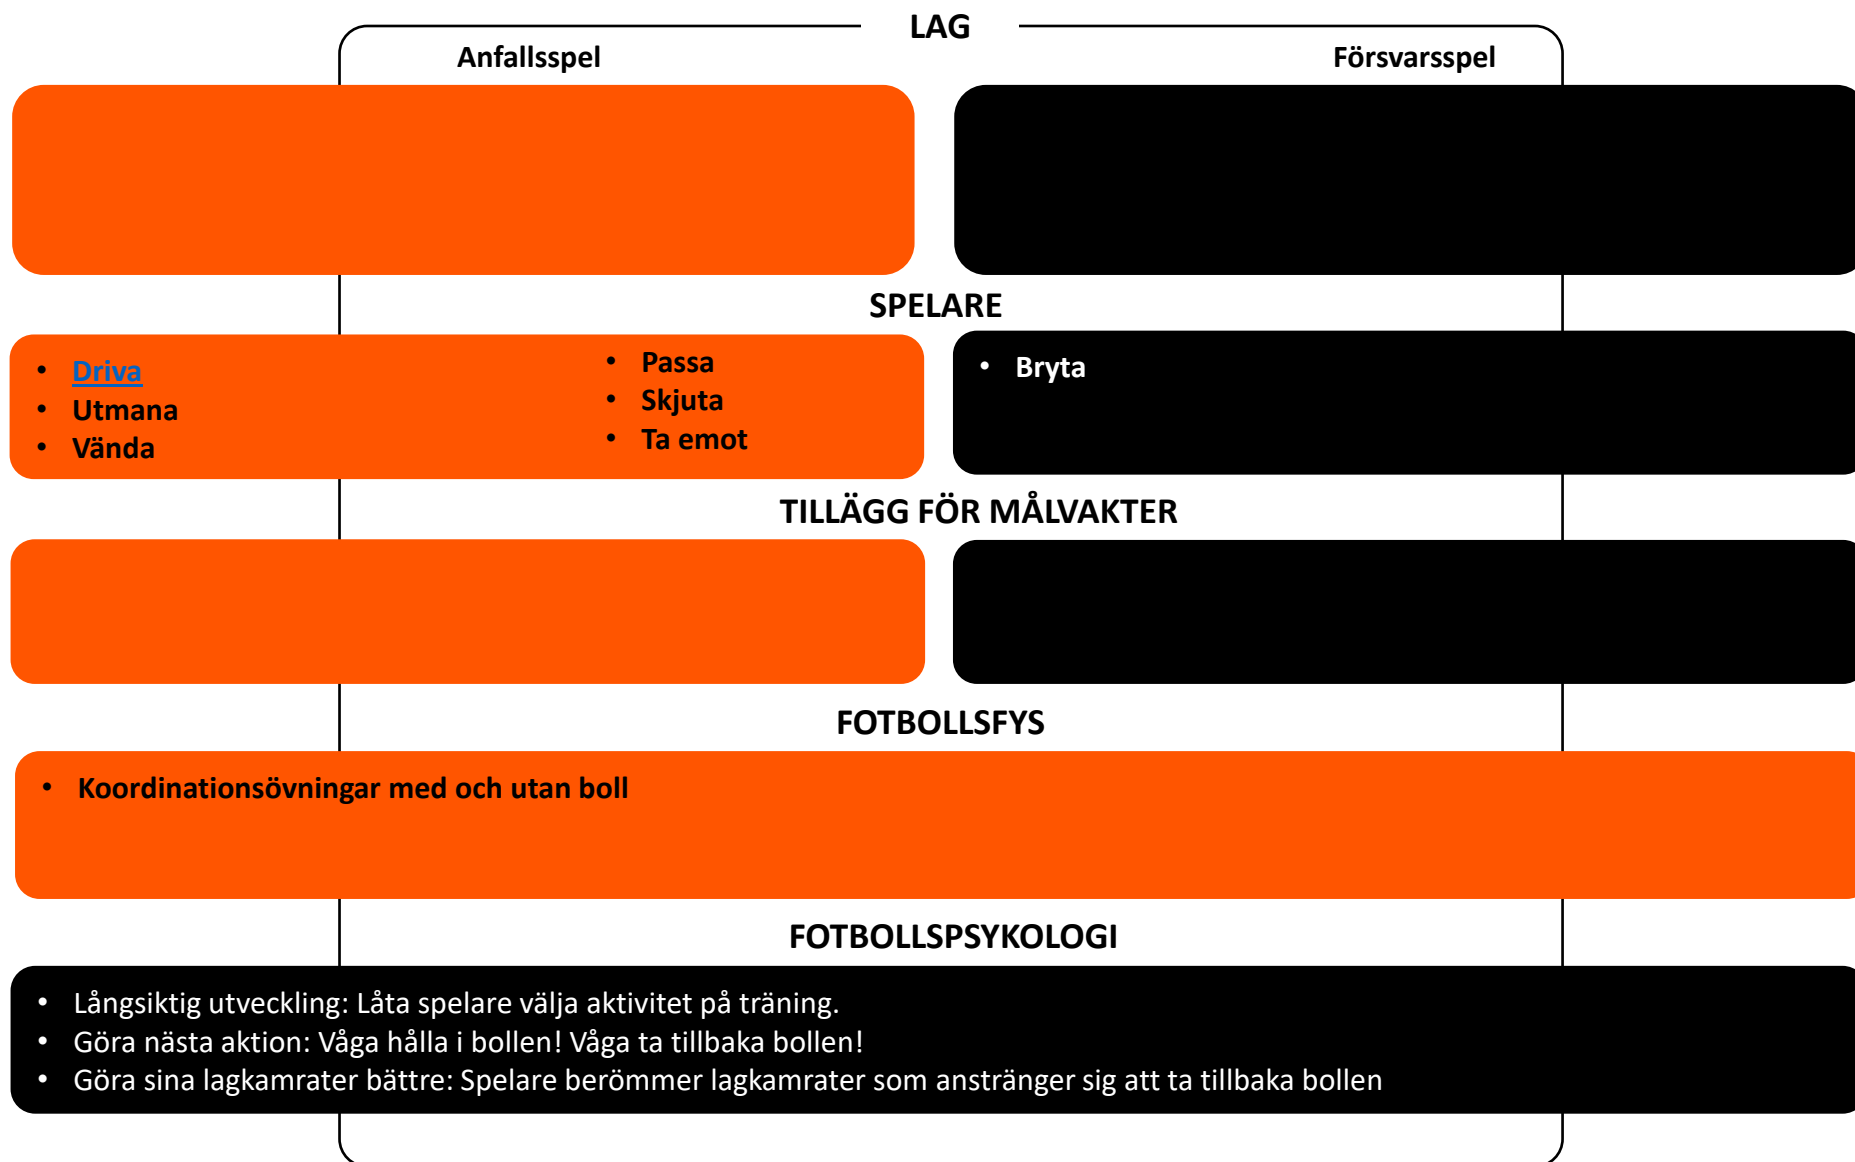 LAG
Anfallsspel
Försvarsspel
SPELARE
• Driva
• Utmana
• Vända
• Passa
• Skjuta
• Ta emot
• Bryta
TILLÄGG FÖR MÅLVAKTER
FOTBOLLSFYS
• Koordinationsövningar med och utan boll
FOTBOLLSPSYKOLOGI
• Långsiktig utveckling: Låta spelare välja aktivitet på träning.
• Göra nästa aktion: Våga hålla i bollen! Våga ta tillbaka bollen!
• Göra sina lagkamrater bättre: Spelare berömmer lagkamrater som anstränger sig att ta tillbaka bollen